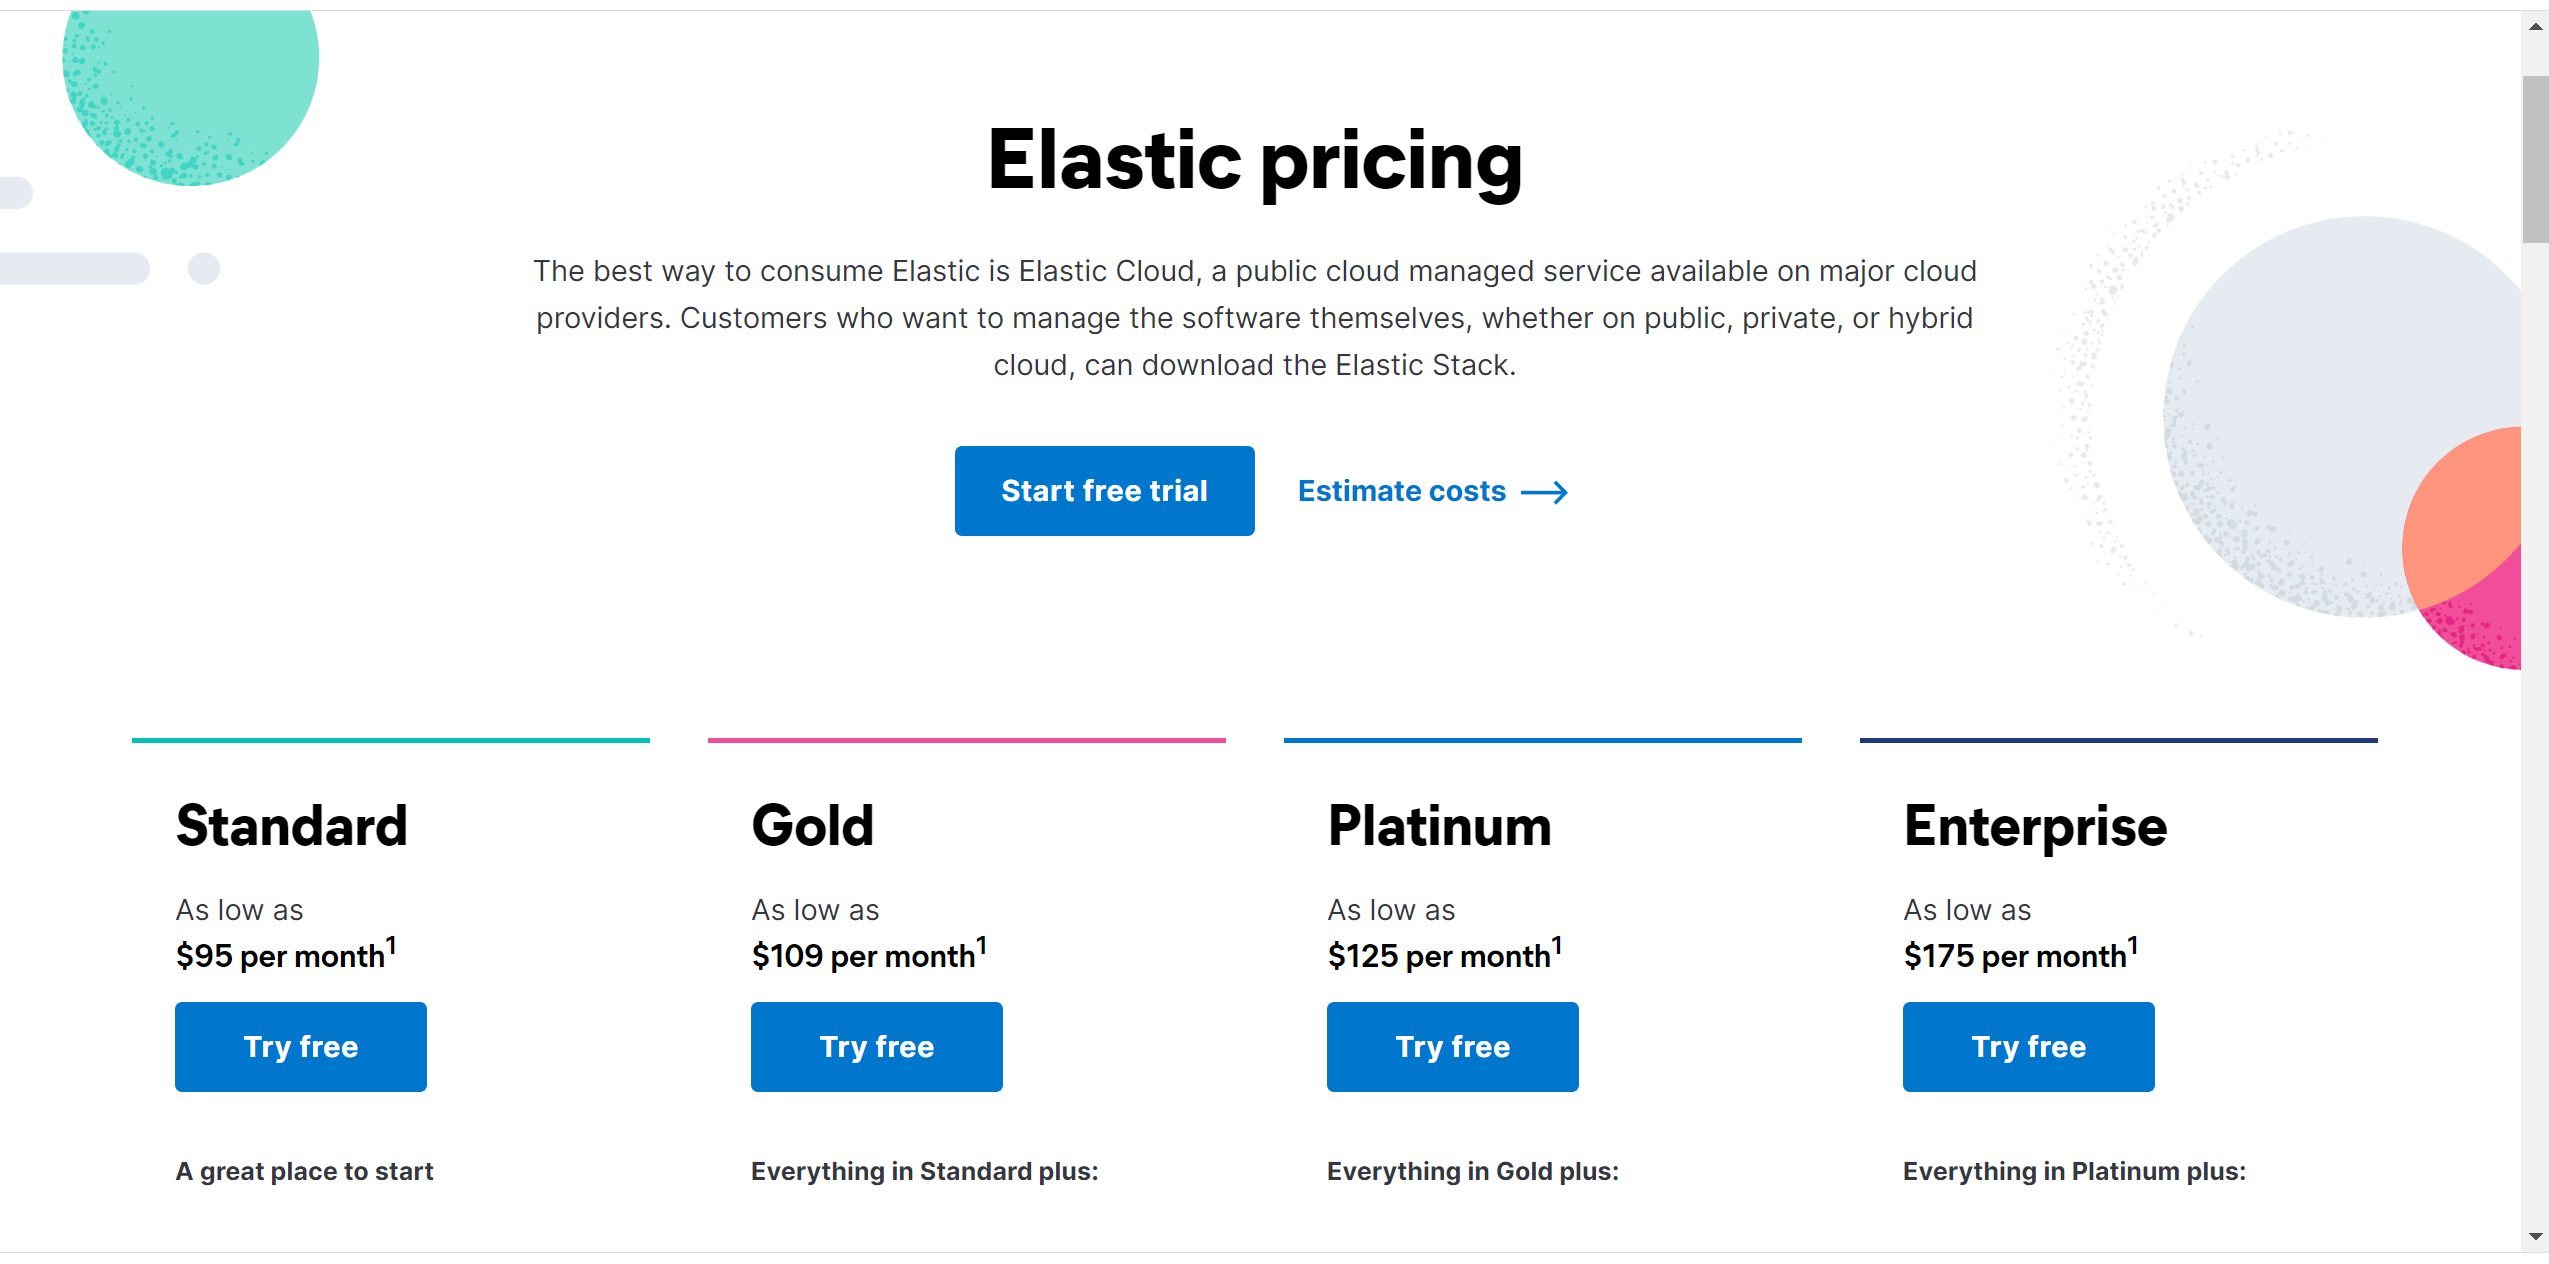 Elastic pricing
The best way to consume Elastic is Elastic Cloud, a public cloud managed service available on major cloud
providers. Customers who want to manage the software themselves, whether on public, private, or hybrid
cloud, can download the Elastic Stack.
Start free trial
Estimate costs →
Standard
As low as
$95 per month¹
Try free
A great place to start
Gold
As low as
$109 per month¹
Try free
Everything in Standard plus:
Platinum
As low as
$125 per month¹
Try free
Everything in Gold plus:
Enterprise
As low as
$175 per month¹
Try free
Everything in Platinum plus: